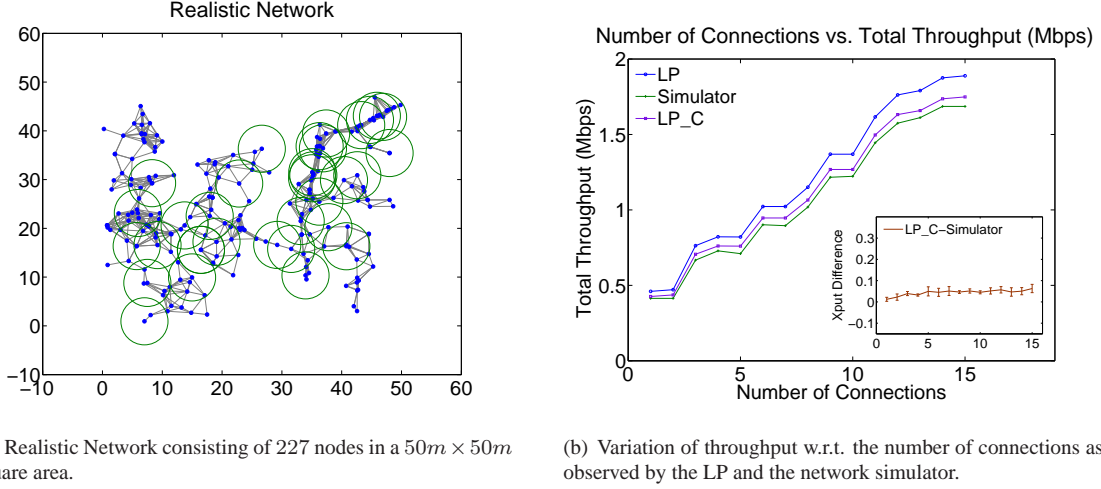 Realistic Network
60
50
40
30
20
10
0
−10
−10 0 10 20 30 40 50 60
Realistic Network consisting of 227 nodes in a 50m × 50m
uare area.
Number of Connections vs. Total Throughput (Mbps)
Total Throughput (Mbps)
2
1.5
1
0.5
0
LP
Simulator
LP_C
0 5 10 15
Number of Connections
Xput Difference
0.3
0.2
0.1
0
−0.1
LP_C−Simulator
0 5 10 15
(b) Variation of throughput w.r.t. the number of connections as
observed by the LP and the network simulator.